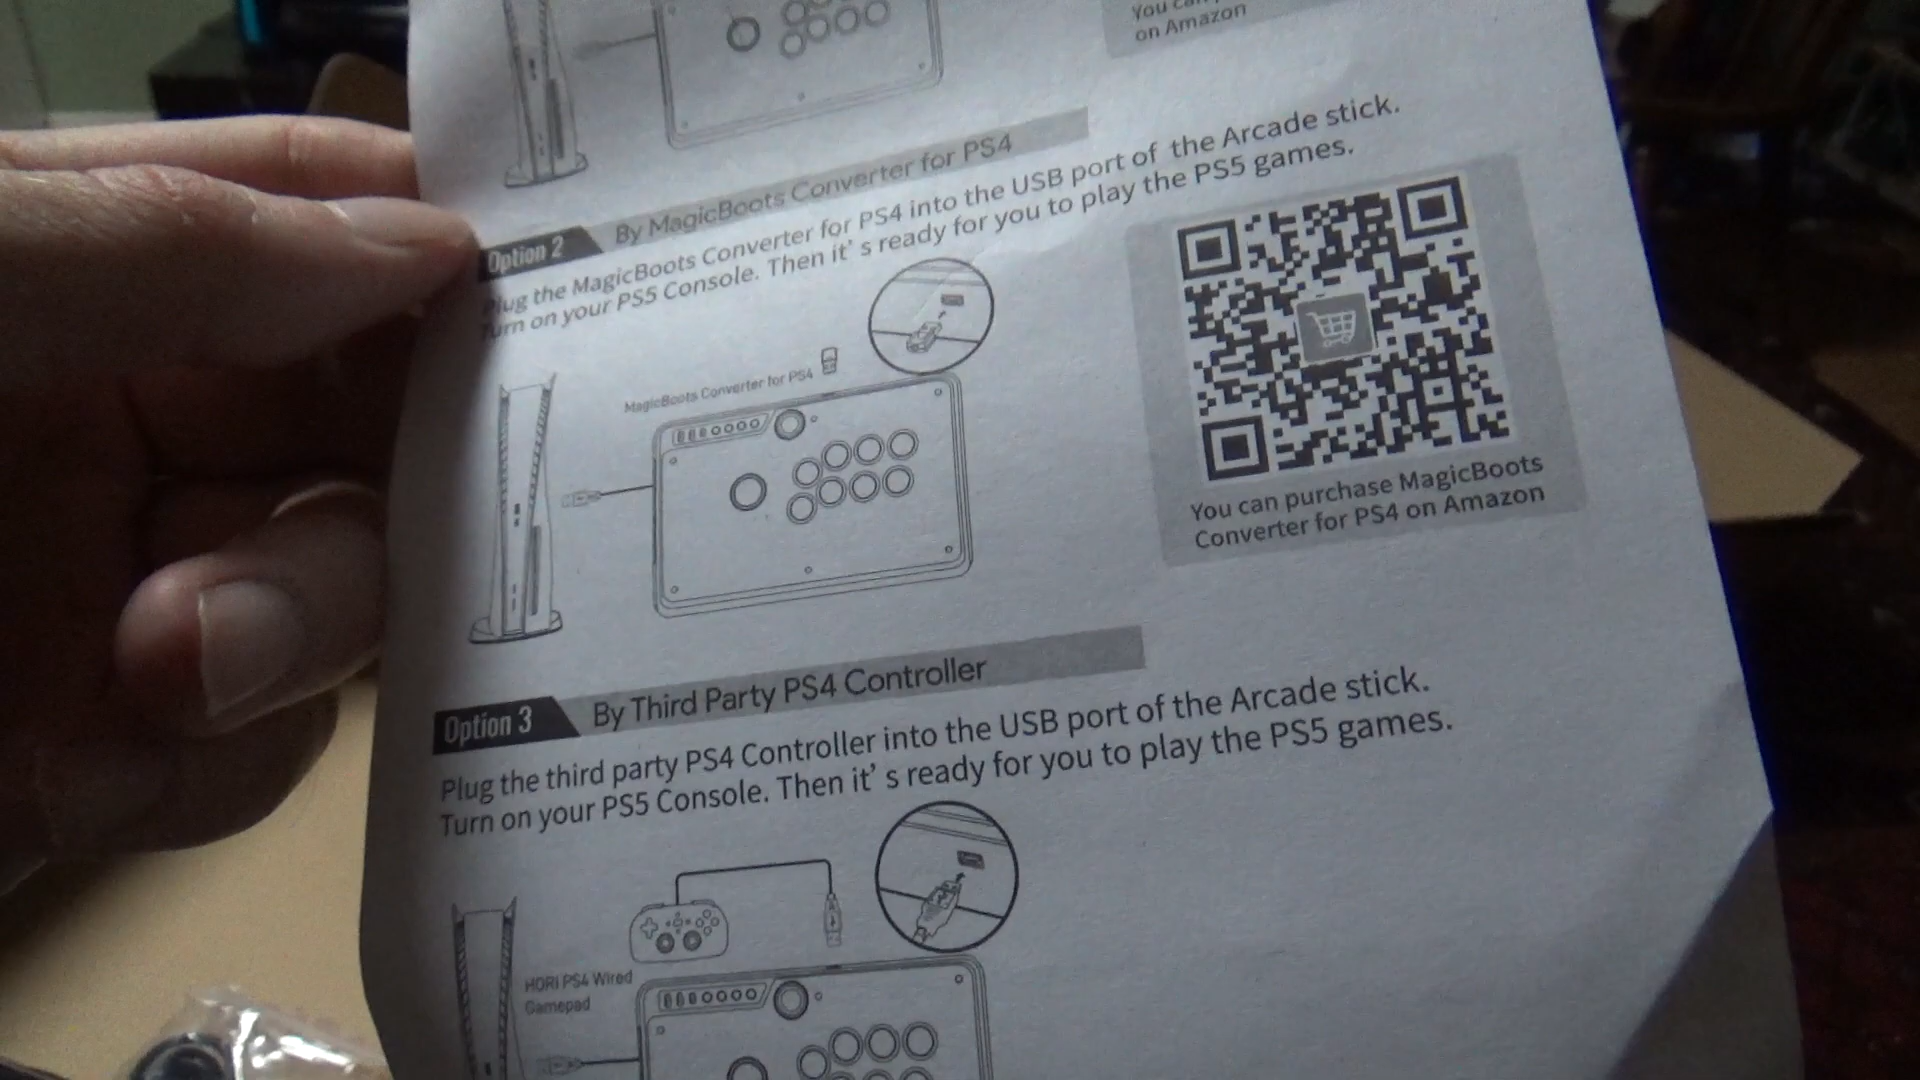 You can
on Amazon
Option 2 By MagicBoots Converter for PS4
Plug the MagicBoots Converter for PS4 into the USB port of the Arcade stick.
Turn on your PS5 Console. Then it's ready for you to play the PS5 games.
MagicBoots Converter for PS4
You can purchase MagicBoots
Converter for PS4 on Amazon
Option 3 By Third Party PS4 Controller
Plug the third party PS4 Controller into the USB port of the Arcade stick.
Turn on your PS5 Console. Then it's ready for you to play the PS5 games.
HORI PS4 Wired
Gamepad